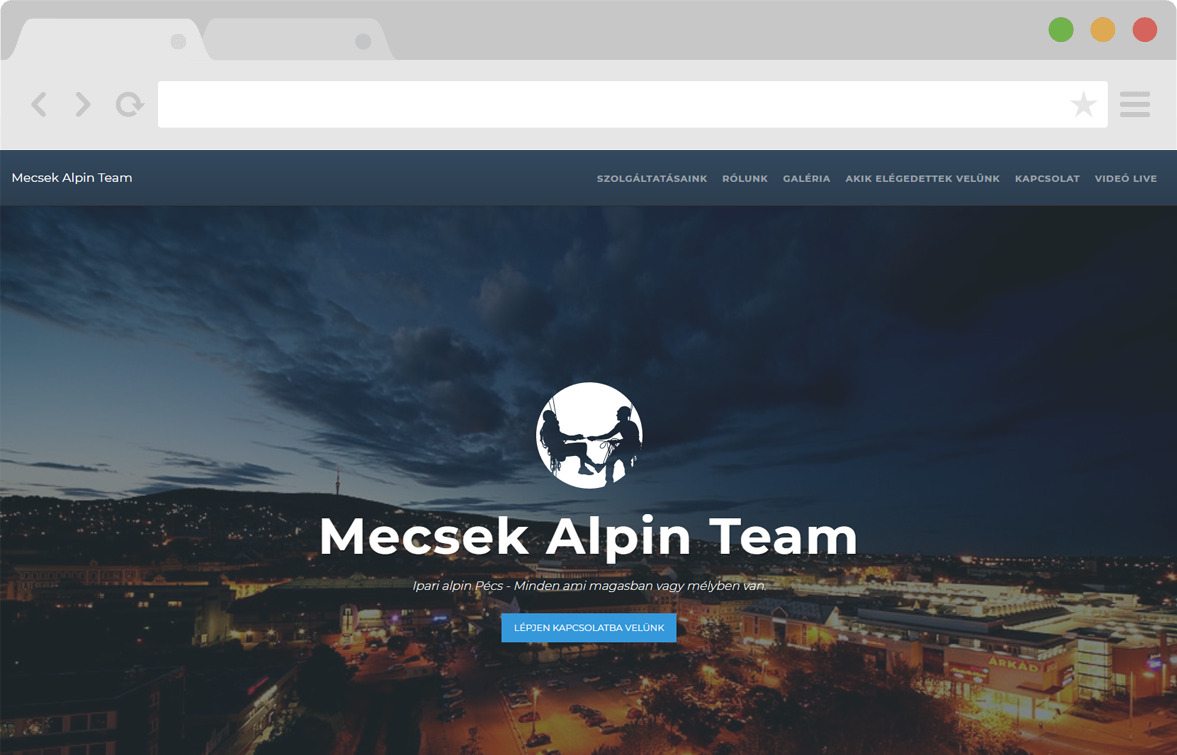 Mecsek Alpin Team
SZOLGÁLTATÁSAINK RÓLUNK GALÉRIA AKIK ELÉGEDETTEK VELÜNK KAPCSOLAT VIDEÓ LIVE
Mecsek Alpin Team
Ipari alpin Pécs - Minden ami magasban vagy mélyben van.
LÉPJEN KAPCSOLATBA VELÜNK
ÁRKÁD